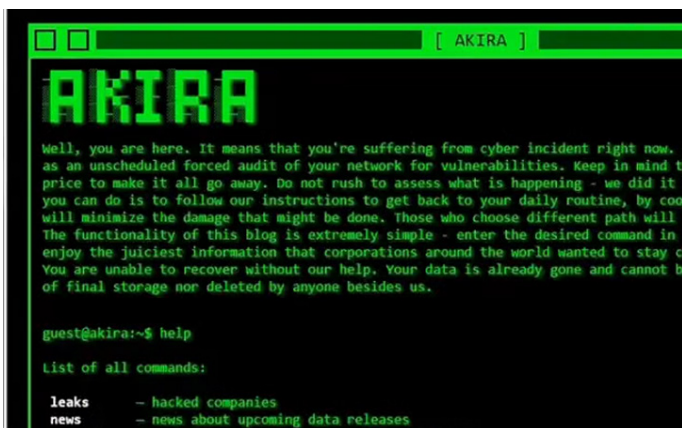 [ AKIRA ]
AKIRA
Well, you are here. It means that you're suffering from cyber incident right now.
as an unscheduled forced audit of your network for vulnerabilities. Keep in mind
price to make it all go away. Do not rush to assess what is happening - we did it
you can do is to follow our instructions to get back to your daily routine, by
will minimize the damage that might be done. Those who choose different path will
The functionality of this blog is extremely simple - enter the desired command in
enjoy the juiciest information that corporations around the world wanted to stay
You are unable to recover without our help. Your data is already gone and cannot
of final storage nor deleted by anyone besides us.
guest@akira:~$ help
List of all commands:
leaks — hacked companies
news — news about upcoming data releases